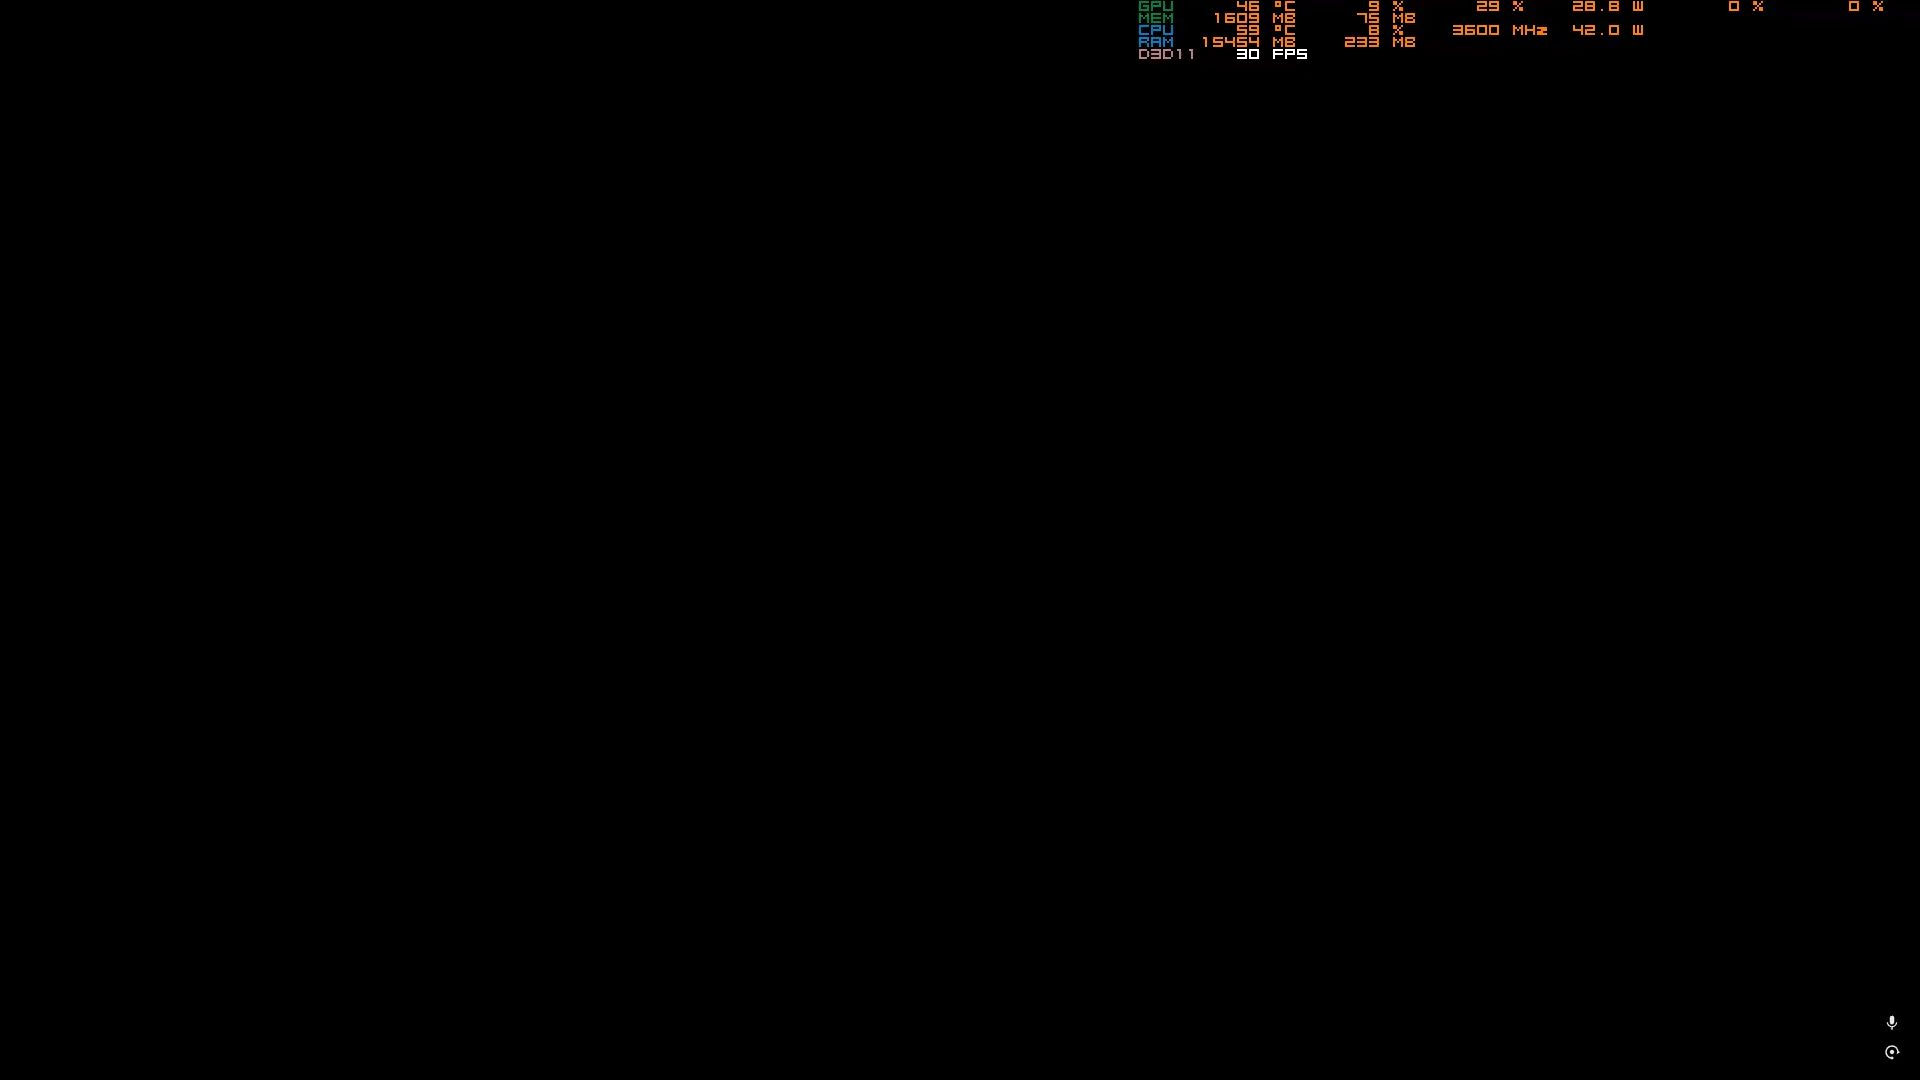 GPU 46 °C 9 % 29 % 28.8 W 0 % 0 %
MEM 1609 MB 75 MB
CPU 59 °C 8 % 3600 MHz 42.0 W
RAM 15454 MB 233 MB
D3D11 30 FPS